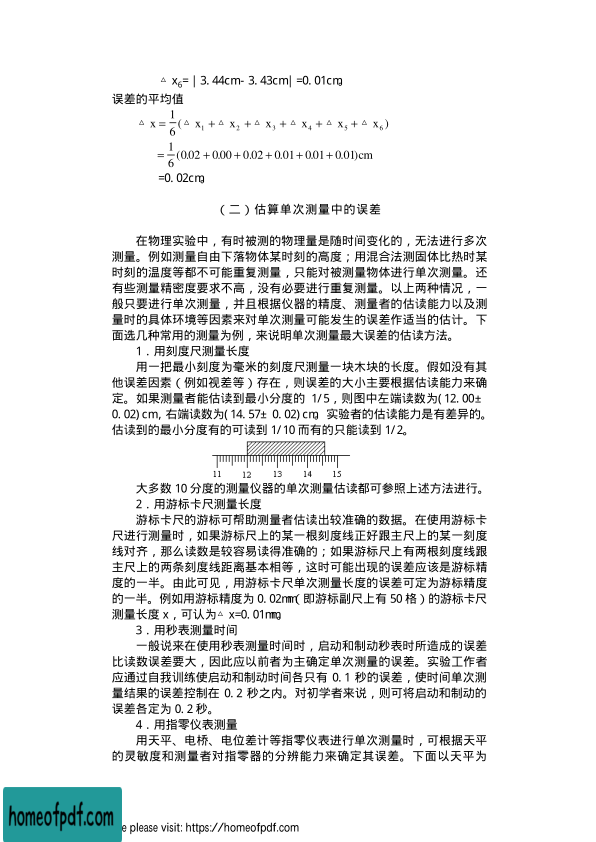 △ x₆=| 3.44cm-3.43cm|=0.01cm。
误差的平均值
△ x = 1/6 (△ x₁ + △ x₂ + △ x₃ + △ x₄ + △ x₅ + △ x₆)
= 1/6 (0.02 + 0.00 + 0.02 + 0.01 + 0.01 + 0.01)cm
=0.02cm。
（二）估算单次测量中的误差
在物理实验中，有时被测的物理量是随时间变化的，无法进行多次
测量。例如测量自由下落物体某时刻的高度；用混合法测固体比热时某
时刻的温度等都不可能重复测量，只能对被测量物体进行单次测量。还
有些测量精密度要求不高，没有必要进行重复测量。以上两种情况，一
般只要进行单次测量，并且根据仪器的精度、测量者的估读能力以及测
量时的具体环境等因素来对单次测量可能发生的误差作适当的估计。下
面选几种常用的测量为例，来说明单次测量最大误差的估读方法。
1．用刻度尺测量长度
用一把最小刻度为毫米的刻度尺测量一块木块的长度。假如没有其
他误差因素（例如视差等）存在，则误差的大小主要根据估读能力来确
定。如果测量者能估读到最小分度的 1/5，则图中左端读数为(12.00±
0.02)cm,右端读数为(14.57± 0.02)cm。实验者的估读能力是有差异的。
估读到的最小分度有的可读到 1/10 而有的只能读到 1/2。
11 12 13 14 15
大多数 10 分度的测量仪器的单次测量估读都可参照上述方法进行。
2．用游标卡尺测量长度
游标卡尺的游标可帮助测量者估读出较准确的数据。在使用游标卡
尺进行测量时，如果游标尺上的某一根刻度线正好跟主尺上的某一刻度
线对齐，那么读数是较容易读得准确的；如果游标尺上有两根刻度线跟
主尺上的两条刻度线距离基本相等，这时可能出现的误差应该是游标精
度的一半。由此可见，用游标卡尺单次测量长度的误差可定为游标精度
的一半。例如用游标精度为 0.02mm（即游标副尺上有 50 格）的游标卡尺
测量长度 x，可认为△ x=0.01mm。
3．用秒表测量时间
一般说来在使用秒表测量时间时，启动和制动秒表时所造成的误差
比读数误差要大，因此应以前者为主确定单次测量的误差。实验工作者
应通过自我训练使启动和制动时间各只有 0.1 秒的误差，使时间单次测
量结果的误差控制在 0.2 秒之内。对初学者来说，则可将启动和制动的
误差各定为 0.2 秒。
4．用指零仪表测量
用天平、电桥、电位差计等指零仪表进行单次测量时，可根据天平
的灵敏度和测量者对指零器的分辨能力来确定其误差。下面以天平为
homeofpdf.com
please visit: https://homeofpdf.com